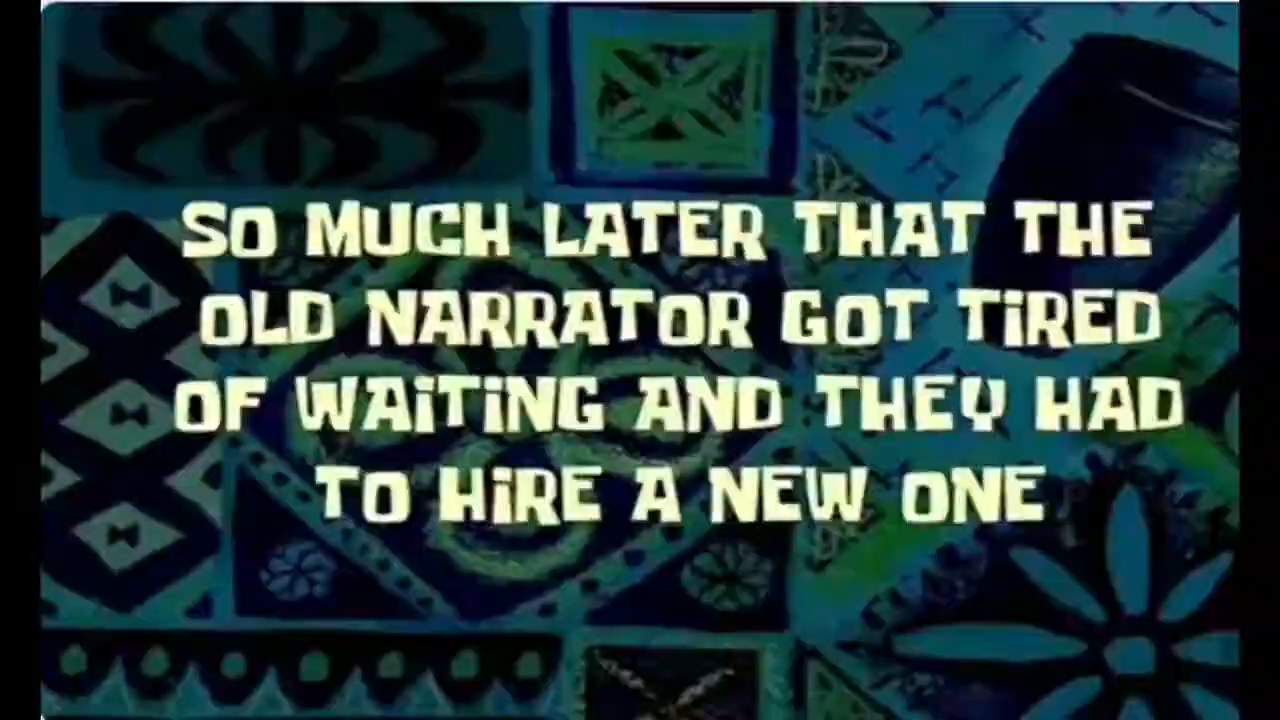 SO MUCH LATER THAT THE
OLD NARRATOR GOT TiRED
OF WAiTiNG AND THEY HAD
TO HiRE A NEW ONE